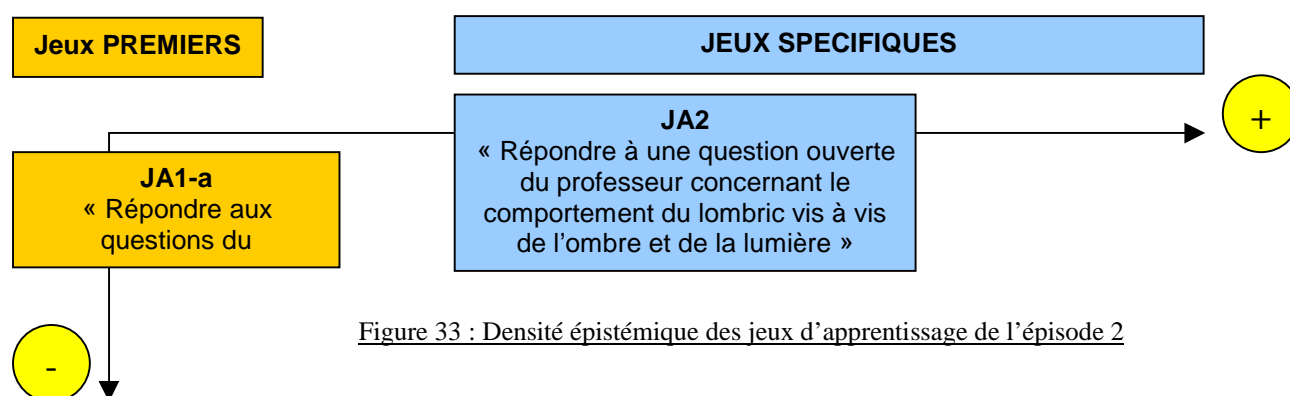 Jeux PREMIERS
JEUX SPECIFIQUES
+
JA2
« Répondre à une question ouverte
du professeur concernant le
comportement du lombric vis à vis
de l’ombre et de la lumière »
JA1-a
« Répondre aux
questions du
Figure 33 : Densité épistémique des jeux d’apprentissage de l’épisode 2
-